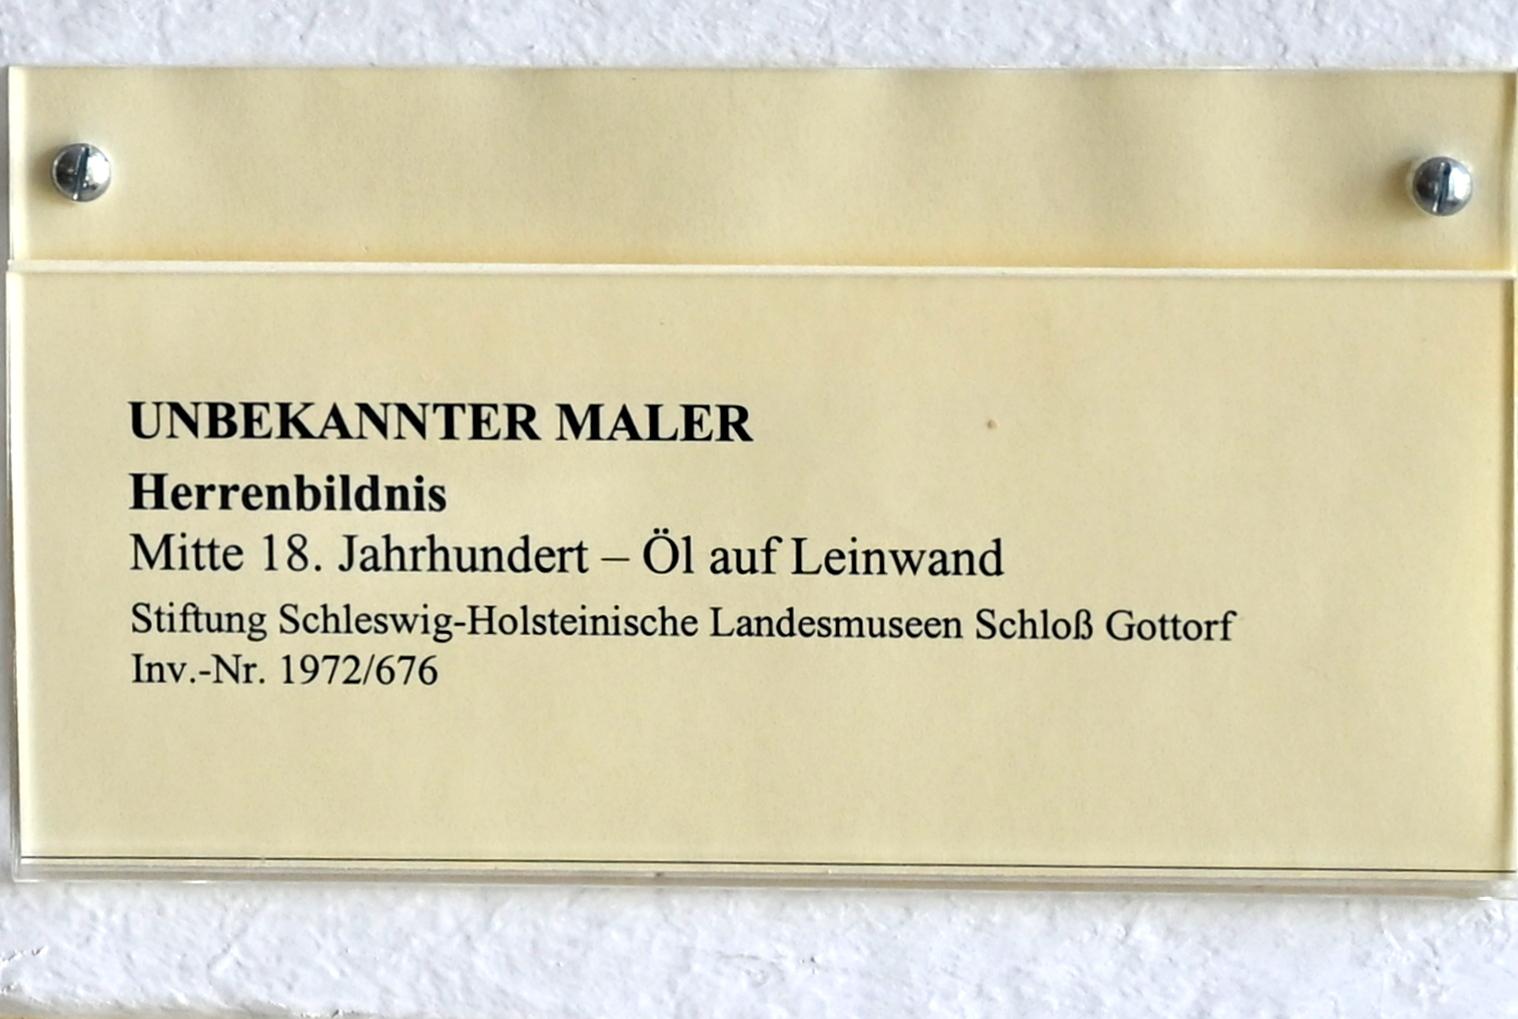 UNBEKANNTER MALER
Herrenbildnis
Mitte 18. Jahrhundert – Öl auf Leinwand
Stiftung Schleswig-Holsteinische Landesmuseen Schloß Gottorf
Inv.-Nr. 1972/676